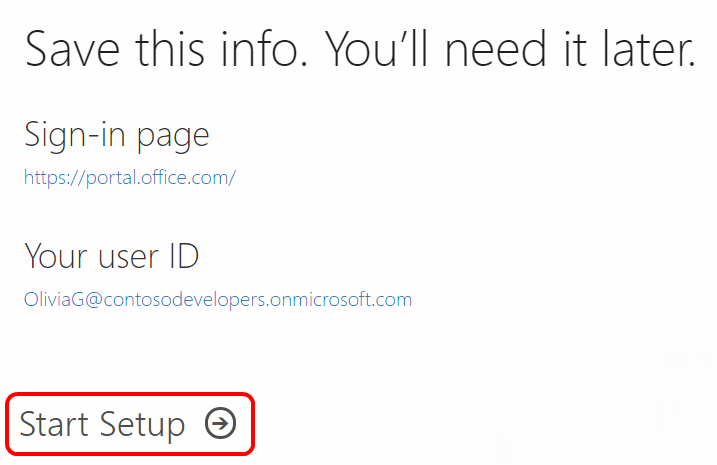 Save this info. You’ll need it later.
Sign-in page
https://portal.office.com/
Your user ID
OliviaG@contosodevelopers.onmicrosoft.com
Start Setup